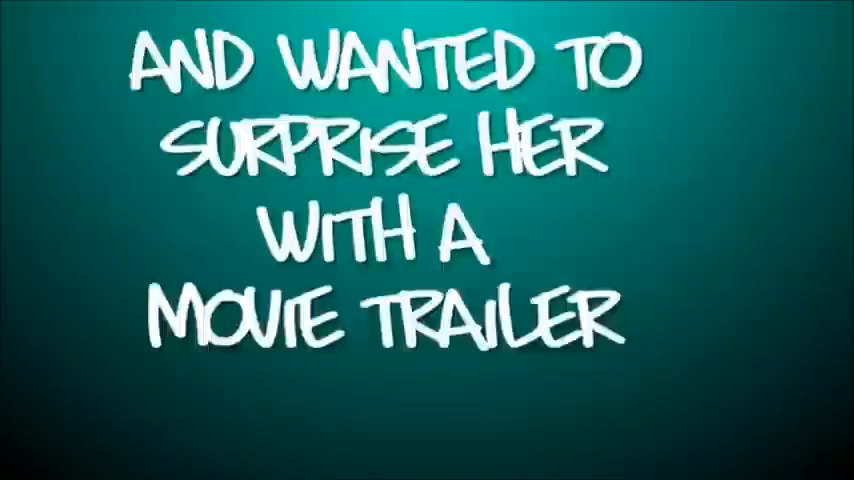 AND WANTED TO
SURPRISE HER
WITH A
MOVIE TRAILER